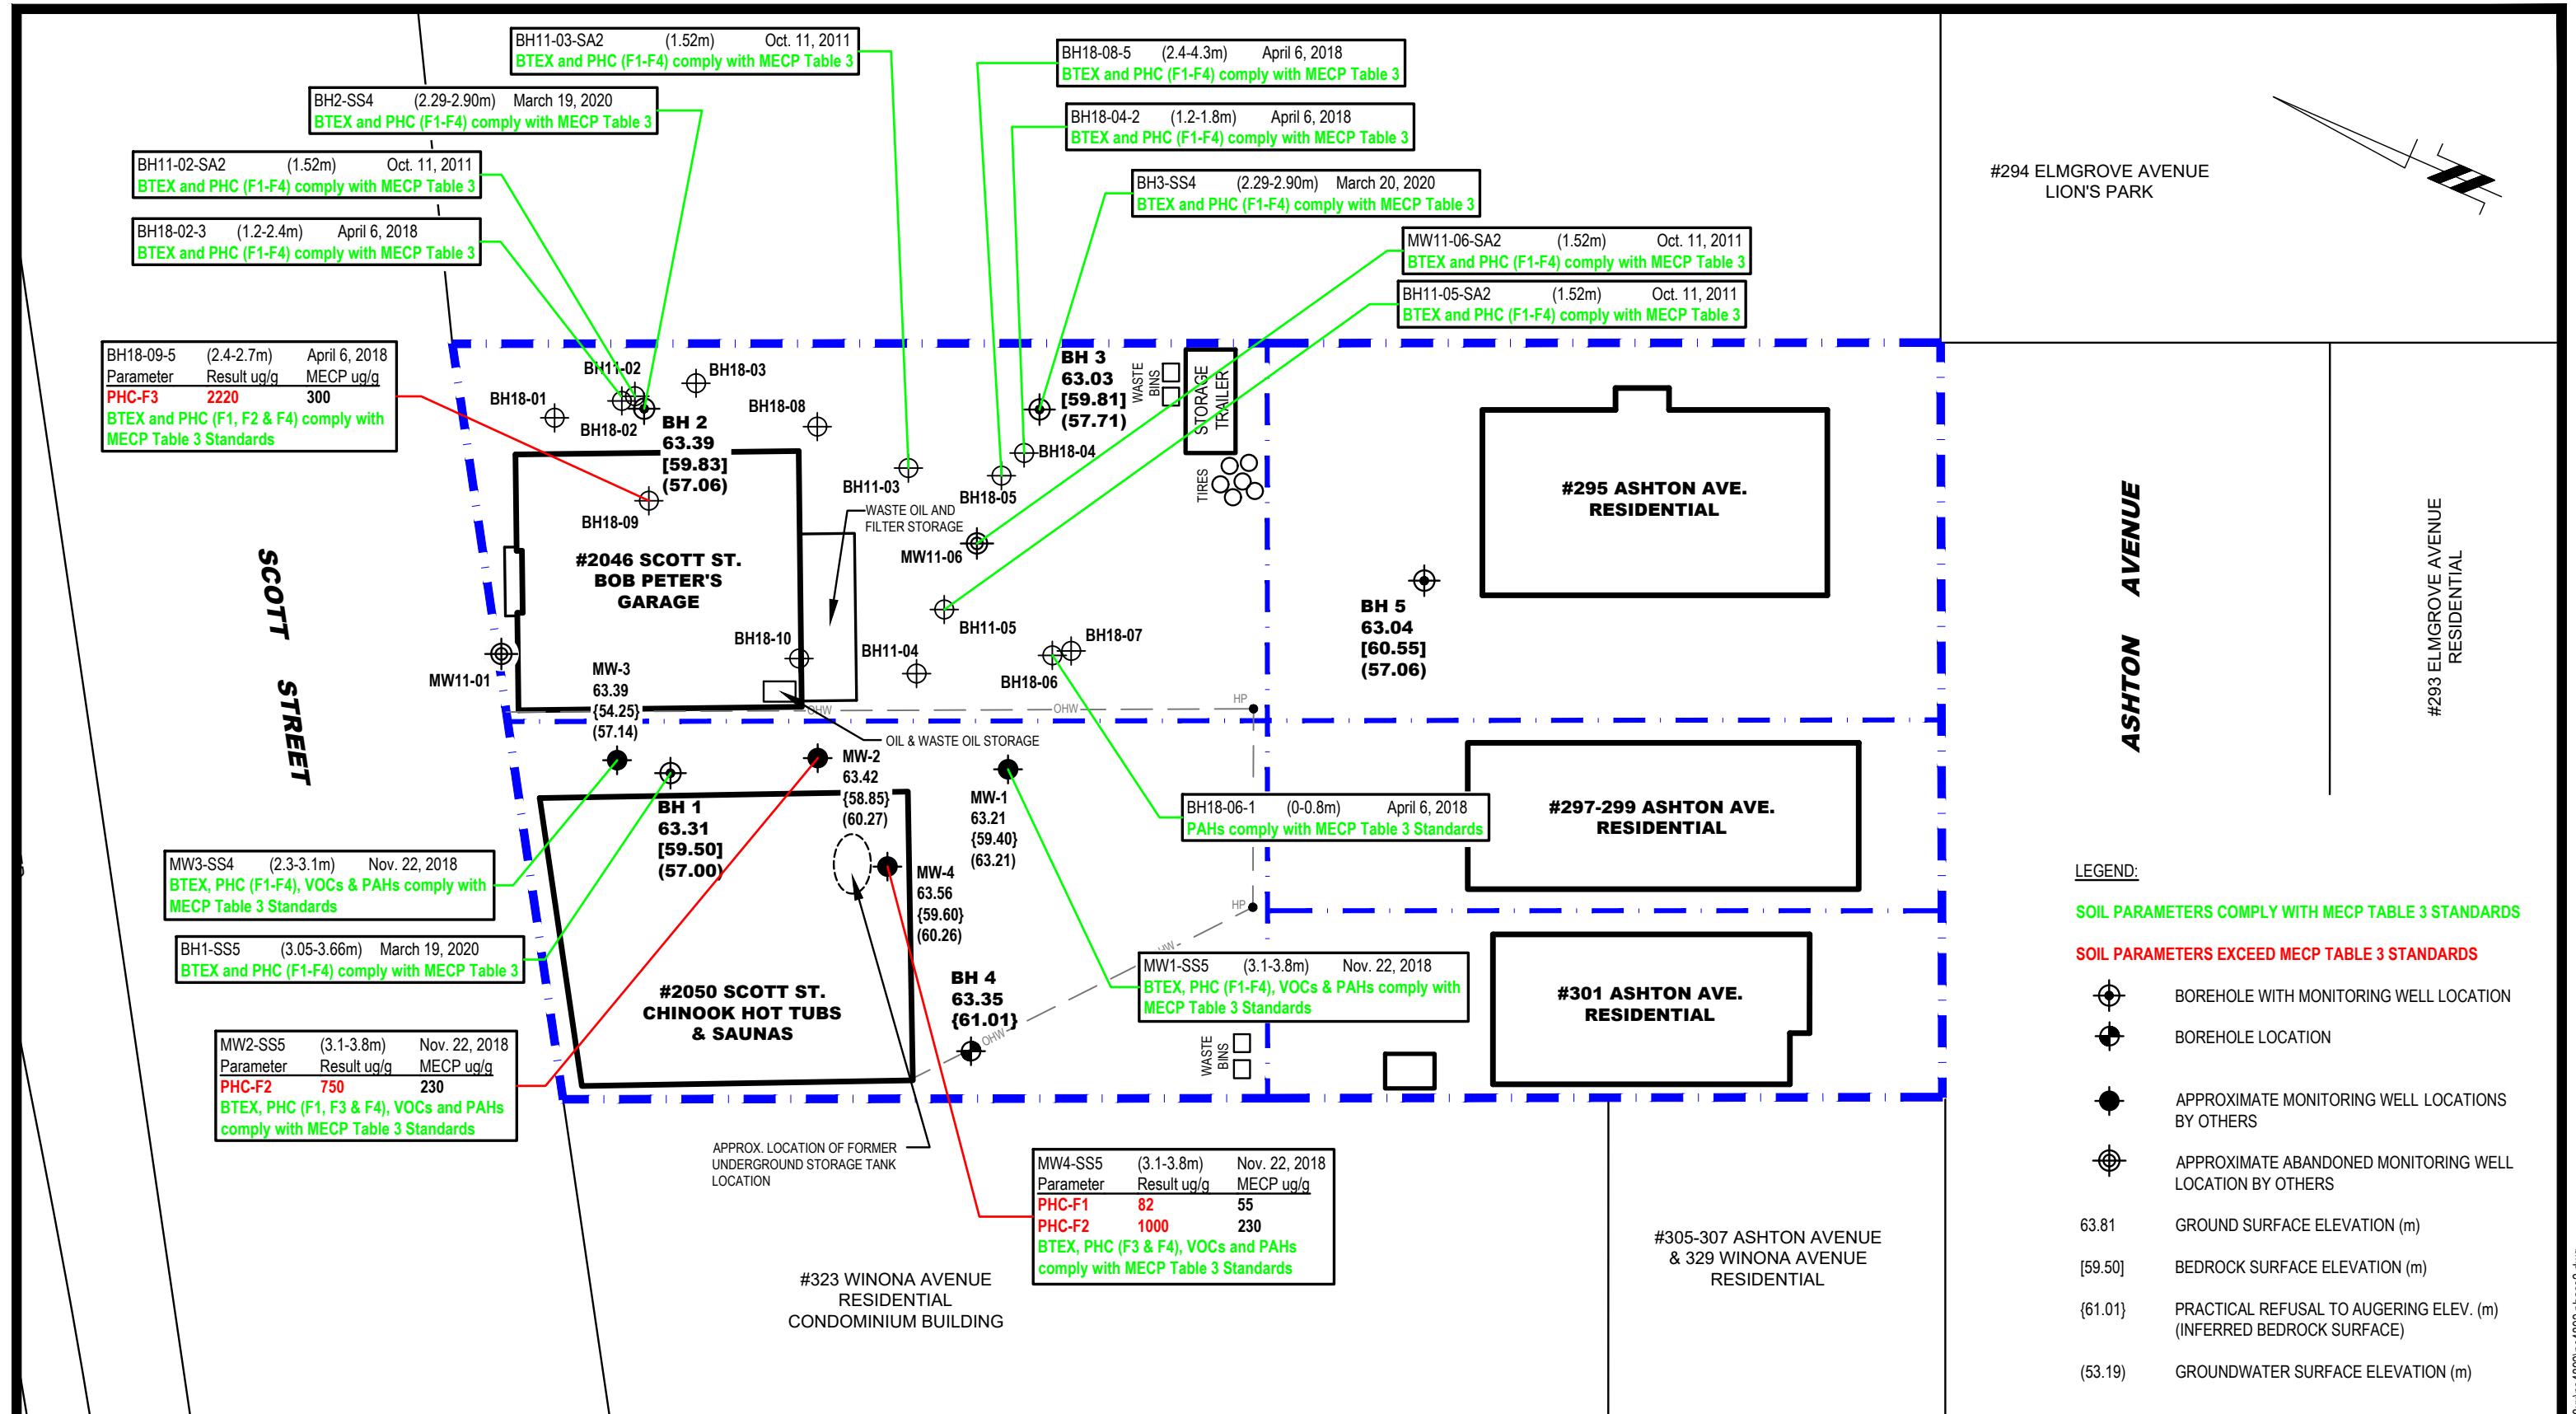 BH11-03-SA2 (1.52m) Oct. 11, 2011
BTEX and PHC (F1-F4) comply with MECP Table 3
BH18-08-5 (2.4-4.3m) April 6, 2018
BTEX and PHC (F1-F4) comply with MECP Table 3
BH2-SS4 (2.29-2.90m) March 19, 2020
BTEX and PHC (F1-F4) comply with MECP Table 3
BH18-04-2 (1.2-1.8m) April 6, 2018
BTEX and PHC (F1-F4) comply with MECP Table 3
BH11-02-SA2 (1.52m) Oct. 11, 2011
BTEX and PHC (F1-F4) comply with MECP Table 3
BH3-SS4 (2.29-2.90m) March 20, 2020
BTEX and PHC (F1-F4) comply with MECP Table 3
#294 ELMGROVE AVENUE
LION'S PARK
BH18-02-3 (1.2-2.4m) April 6, 2018
BTEX and PHC (F1-F4) comply with MECP Table 3
MW11-06-SA2 (1.52m) Oct. 11, 2011
BTEX and PHC (F1-F4) comply with MECP Table 3
BH11-05-SA2 (1.52m) Oct. 11, 2011
BTEX and PHC (F1-F4) comply with MECP Table 3
BH18-09-5 (2.4-2.7m) April 6, 2018
Parameter Result ug/g MECP ug/g
PHC-F3 2220 300
BTEX and PHC (F1, F2 & F4) comply with
MECP Table 3 Standards
BH11-02
BH18-03
BH18-01
BH18-02
BH18-08
BH 2
63.39
[59.83]
(57.06)
BH 3
63.03
[59.81]
(57.71)
WASTE
BINS
STORAGE
TRAILER
TIRES
BH18-04
BH11-03
BH18-05
BH18-09
WASTE OIL AND
FILTER STORAGE
MW11-06
#2046 SCOTT ST.
BOB PETER'S
GARAGE
#295 ASHTON AVE.
RESIDENTIAL
BH 5
63.04
[60.55]
(57.06)
SCOTT STREET
ASHTON AVENUE
#293 ELMGROVE AVENUE
RESIDENTIAL
BH18-10
BH11-04
BH11-05
BH18-07
BH18-06
MW11-01
MW-3
63.39
{54.25}
(57.14)
OHW
OHW
HP
OIL & WASTE OIL STORAGE
MW-2
63.42
{58.85}
(60.27)
MW-1
63.21
{59.40}
(63.21)
BH 1
63.31
[59.50]
(57.00)
BH18-06-1 (0-0.8m) April 6, 2018
PAHs comply with MECP Table 3 Standards
#297-299 ASHTON AVE.
RESIDENTIAL
MW3-SS4 (2.3-3.1m) Nov. 22, 2018
BTEX, PHC (F1-F4), VOCs & PAHs comply with
MECP Table 3 Standards
MW-4
63.56
{59.60}
(60.26)
HP
BH1-SS5 (3.05-3.66m) March 19, 2020
BTEX and PHC (F1-F4) comply with MECP Table 3
BH 4
63.35
{61.01}
OHW
MW1-SS5 (3.1-3.8m) Nov. 22, 2018
BTEX, PHC (F1-F4), VOCs & PAHs comply with
MECP Table 3 Standards
#2050 SCOTT ST.
CHINOOK HOT TUBS
& SAUNAS
#301 ASHTON AVE.
RESIDENTIAL
WASTE
BINS
MW2-SS5 (3.1-3.8m) Nov. 22, 2018
Parameter Result ug/g MECP ug/g
PHC-F2 750 230
BTEX, PHC (F1, F3 & F4), VOCs and PAHs
comply with MECP Table 3 Standards
APPROX. LOCATION OF FORMER
UNDERGROUND STORAGE TANK
LOCATION
MW4-SS5 (3.1-3.8m) Nov. 22, 2018
Parameter Result ug/g MECP ug/g
PHC-F1 82 55
PHC-F2 1000 230
BTEX, PHC (F3 & F4), VOCs and PAHs
comply with MECP Table 3 Standards
#323 WINONA AVENUE
RESIDENTIAL
CONDOMINIUM BUILDING
#305-307 ASHTON AVENUE
& 329 WINONA AVENUE
RESIDENTIAL
LEGEND:
SOIL PARAMETERS COMPLY WITH MECP TABLE 3 STANDARDS
SOIL PARAMETERS EXCEED MECP TABLE 3 STANDARDS
BOREHOLE WITH MONITORING WELL LOCATION
BOREHOLE LOCATION
APPROXIMATE MONITORING WELL LOCATIONS
BY OTHERS
APPROXIMATE ABANDONED MONITORING WELL
LOCATION BY OTHERS
63.81 GROUND SURFACE ELEVATION (m)
[59.50] BEDROCK SURFACE ELEVATION (m)
{61.01} PRACTICAL REFUSAL TO AUGERING ELEV. (m)
(INFERRED BEDROCK SURFACE)
(53.19) GROUNDWATER SURFACE ELEVATION (m)